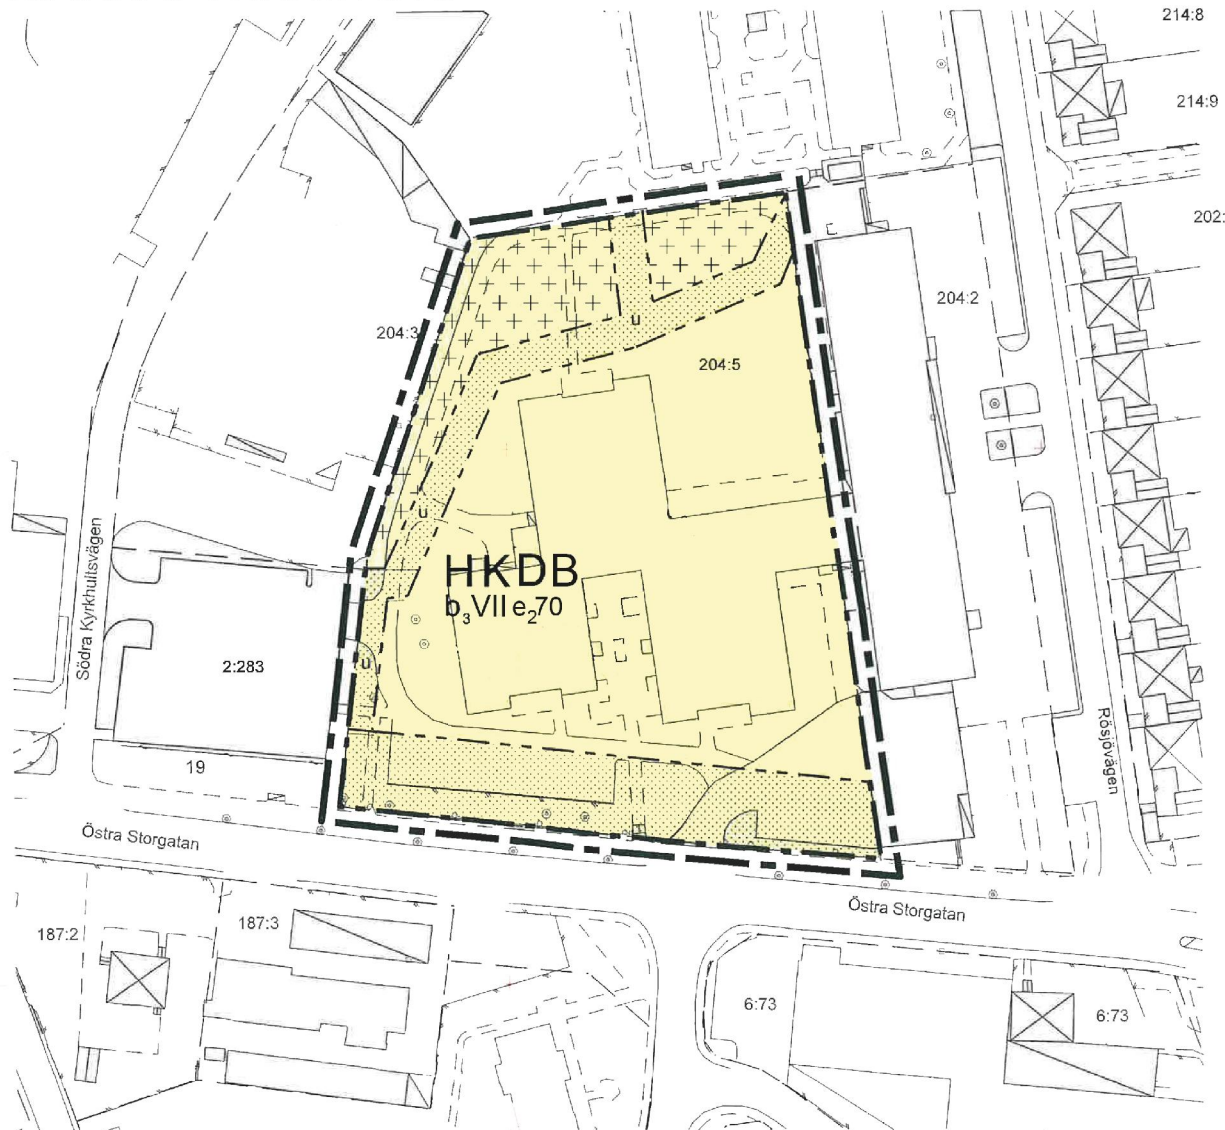 214:8
214:9
202:
204:2
204:3
u
204:5
u
HKDB
b₃VII e₂70
Södra Kyrkhultsvägen
2:283
u
Rösjövägen
19
Östra Storgatan
Östra Storgatan
187:2
187:3
6:73
6:73